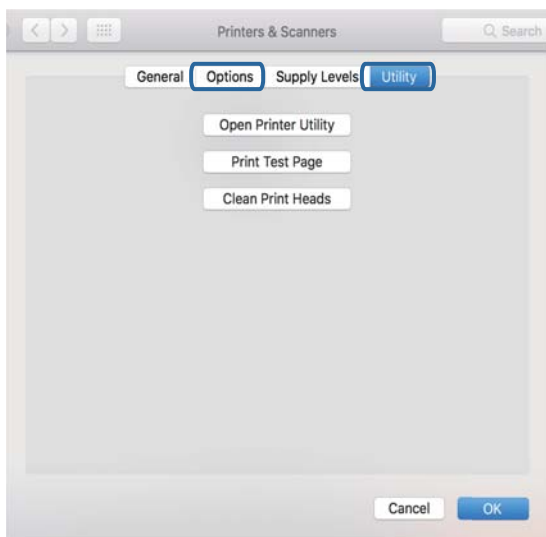 Printers & Scanners
Search
General Options Supply Levels Utility
Open Printer Utility
Print Test Page
Clean Print Heads
Cancel OK